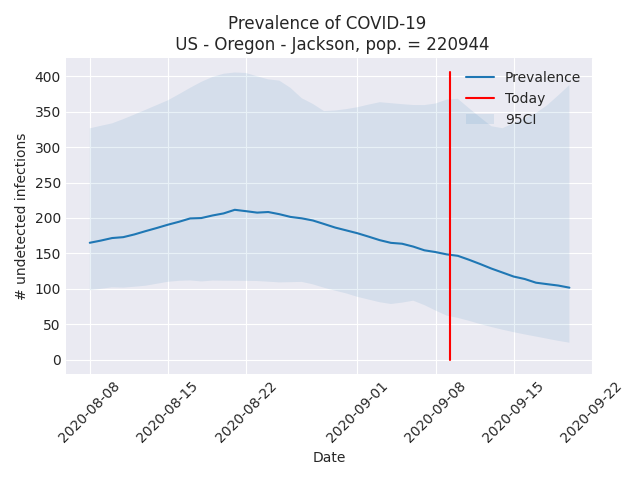 Prevalence of COVID-19
US - Oregon - Jackson, pop. = 220944
400
350
300
250
200
150
100
50
0
# undetected infections
Prevalence
Today
95CI
2020-08-08
2020-08-15
2020-08-22
2020-09-01
2020-09-08
2020-09-15
2020-09-22
Date